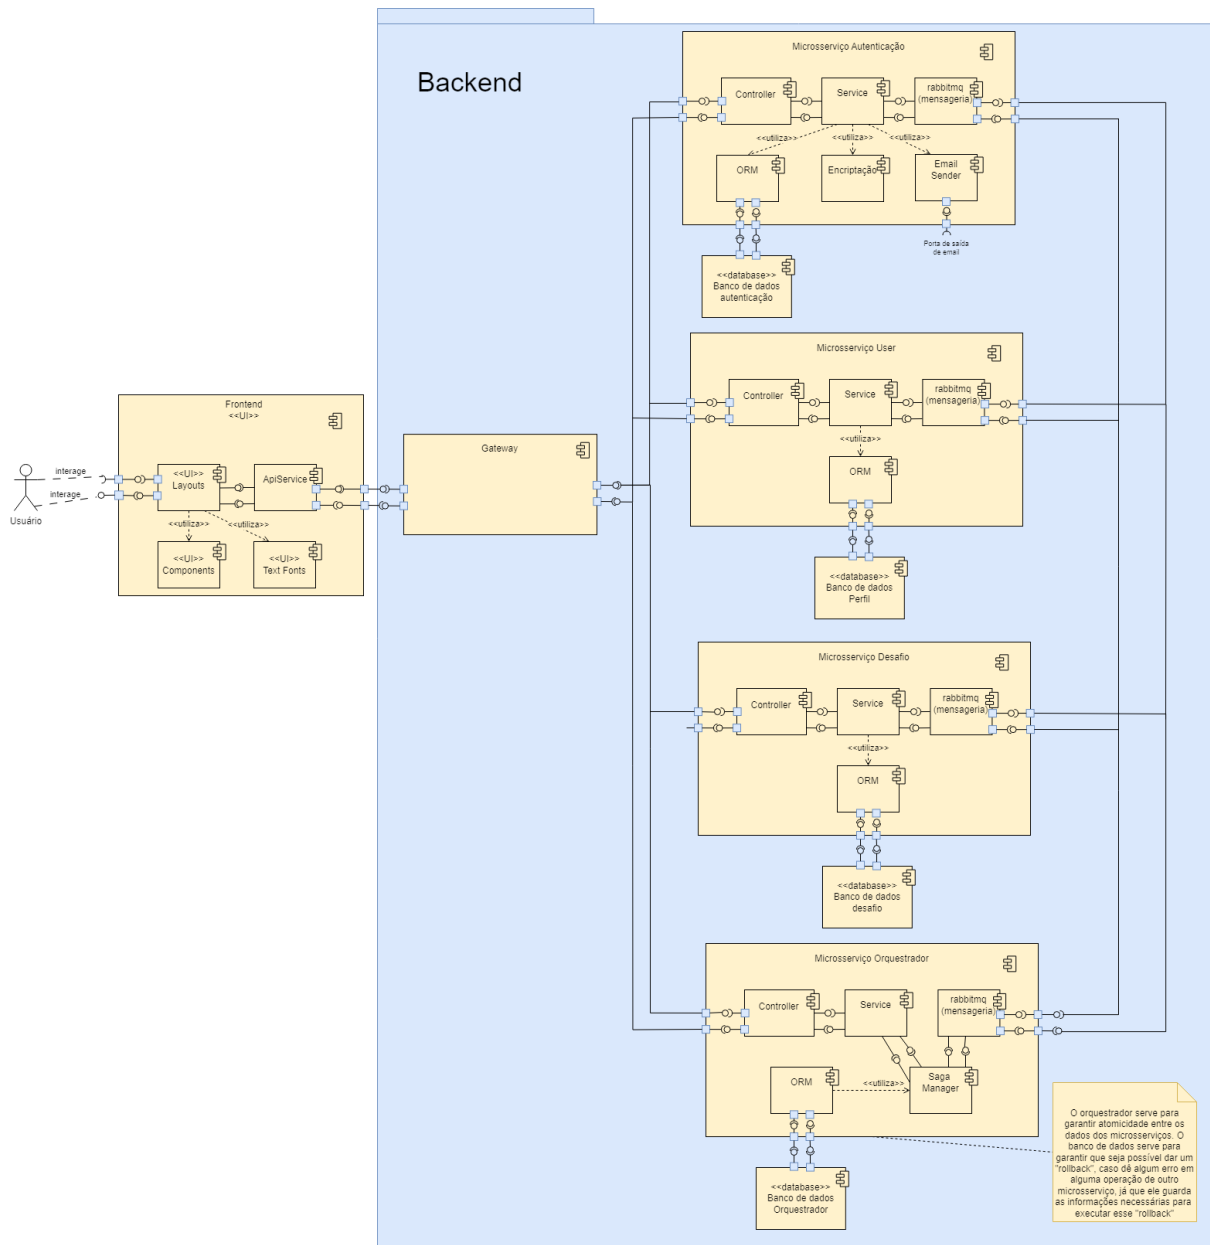 Backend
Microsserviço Autenticação
Controller
Service
rabbitmq
(mensageria)
<<utiliza>>
<<utiliza>>
<<utiliza>>
ORM
Encriptação
Email
Sender
Porta de saída
de email
<<database>>
Banco de dados
autenticação
Microsserviço User
Controller
Service
rabbitmq
(mensageria)
<<utiliza>>
ORM
<<database>>
Banco de dados
Perfil
Frontend
<<UI>>
<<UI>>
Layouts
ApiService
<<utiliza>>
<<utiliza>>
<<UI>>
Components
<<UI>>
Text Fonts
interage
interage
Usuário
Gateway
Microsserviço Desafio
Controller
Service
rabbitmq
(mensageria)
<<utiliza>>
ORM
<<database>>
Banco de dados
desafio
Microsserviço Orquestrador
Controller
Service
rabbitmq
(mensageria)
ORM
<<utiliza>>
Saga
Manager
<<database>>
Banco de dados
Orquestrador
O orquestrador serve para
garantir atomicidade entre os
dados dos microserviços. O
banco de dados serve para
garantir que seja possível dar um
"rollback", caso dê algum erro em
alguma operação de outro
microserviço, já que ele guarda
as informações necessárias para
executar esse "rollback"